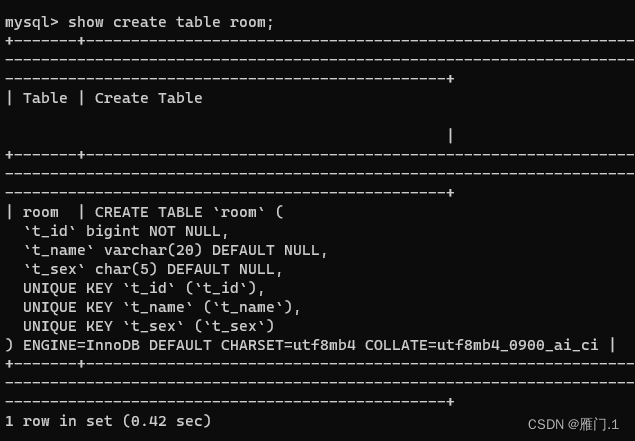 mysql> show create table room;
+-------+----------------------------------------------------------------
-------------------------------------------------------------------------
---------------------------------------------------+
| Table | Create Table

                                                   |
+-------+----------------------------------------------------------------
-------------------------------------------------------------------------
---------------------------------------------------+
| room  | CREATE TABLE `room` (
  `t_id` bigint NOT NULL,
  `t_name` varchar(20) DEFAULT NULL,
  `t_sex` char(5) DEFAULT NULL,
  UNIQUE KEY `t_id` (`t_id`),
  UNIQUE KEY `t_name` (`t_name`),
  UNIQUE KEY `t_sex` (`t_sex`)
) ENGINE=InnoDB DEFAULT CHARSET=utf8mb4 COLLATE=utf8mb4_0900_ai_ci |
+-------+----------------------------------------------------------------
-------------------------------------------------------------------------
---------------------------------------------------+
1 row in set (0.42 sec)
CSDN @雁门.1